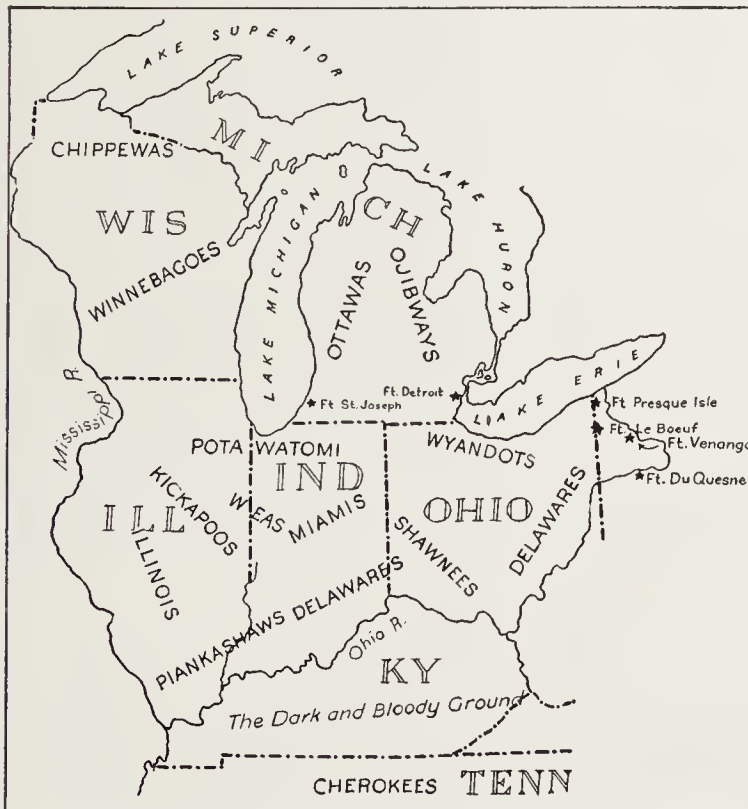 LAKE SUPERIOR
MICH
CHIPPEWAS
WIS
LAKE HURON
LAKE MICHIGAN
WINNEBAGOES
OTTAWAS
OJIBWAYS
Mississippi R.
LAKE ERIE
Ft. Detroit
Ft St. Joseph
Ft Presque Isle
Ft. Le Boeuf
Ft. Venango
Ft. Du Quesne
POTAWATOMI
WYANDOTS
IND
ILL
OHIO
KICKAPOOS
WEAS
MIAMIS
ILLINOIS
SHAWNEES
DELAWARES
PIANKASHAWS DELAWARES
Ohio R.
KY
The Dark and Bloody Ground
CHEROKEES TENN